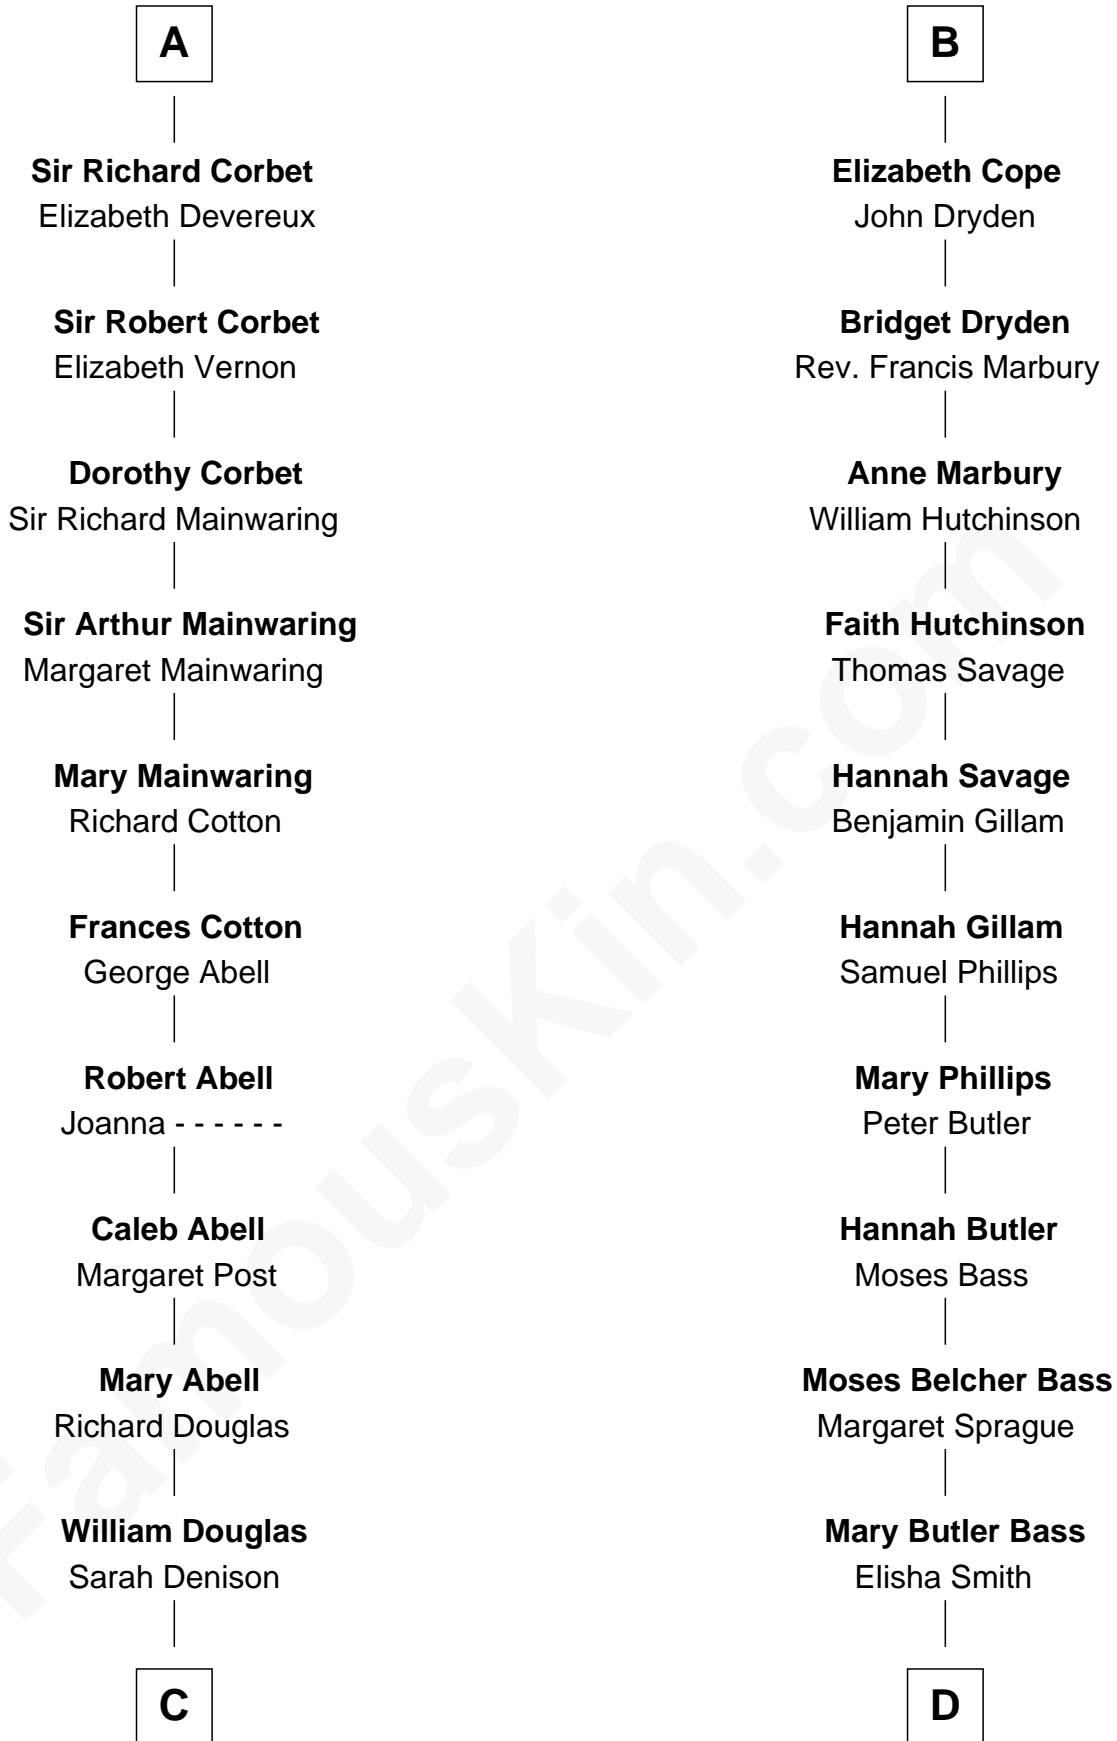 A
Sir Richard Corbet
Elizabeth Devereux
Sir Robert Corbet
Elizabeth Vernon
Dorothy Corbet
Sir Richard Mainwaring
Sir Arthur Mainwaring
Margaret Mainwaring
Mary Mainwaring
Richard Cotton
Frances Cotton
George Abell
Robert Abell
Joanna - - - - - -
Caleb Abell
Margaret Post
Mary Abell
Richard Douglas
William Douglas
Sarah Denison
C
B
Elizabeth Cope
John Dryden
Bridget Dryden
Rev. Francis Marbury
Anne Marbury
William Hutchinson
Faith Hutchinson
Thomas Savage
Hannah Savage
Benjamin Gillam
Hannah Gillam
Samuel Phillips
Mary Phillips
Peter Butler
Hannah Butler
Moses Bass
Moses Belcher Bass
Margaret Sprague
Mary Butler Bass
Elisha Smith
D
FamousKin.com